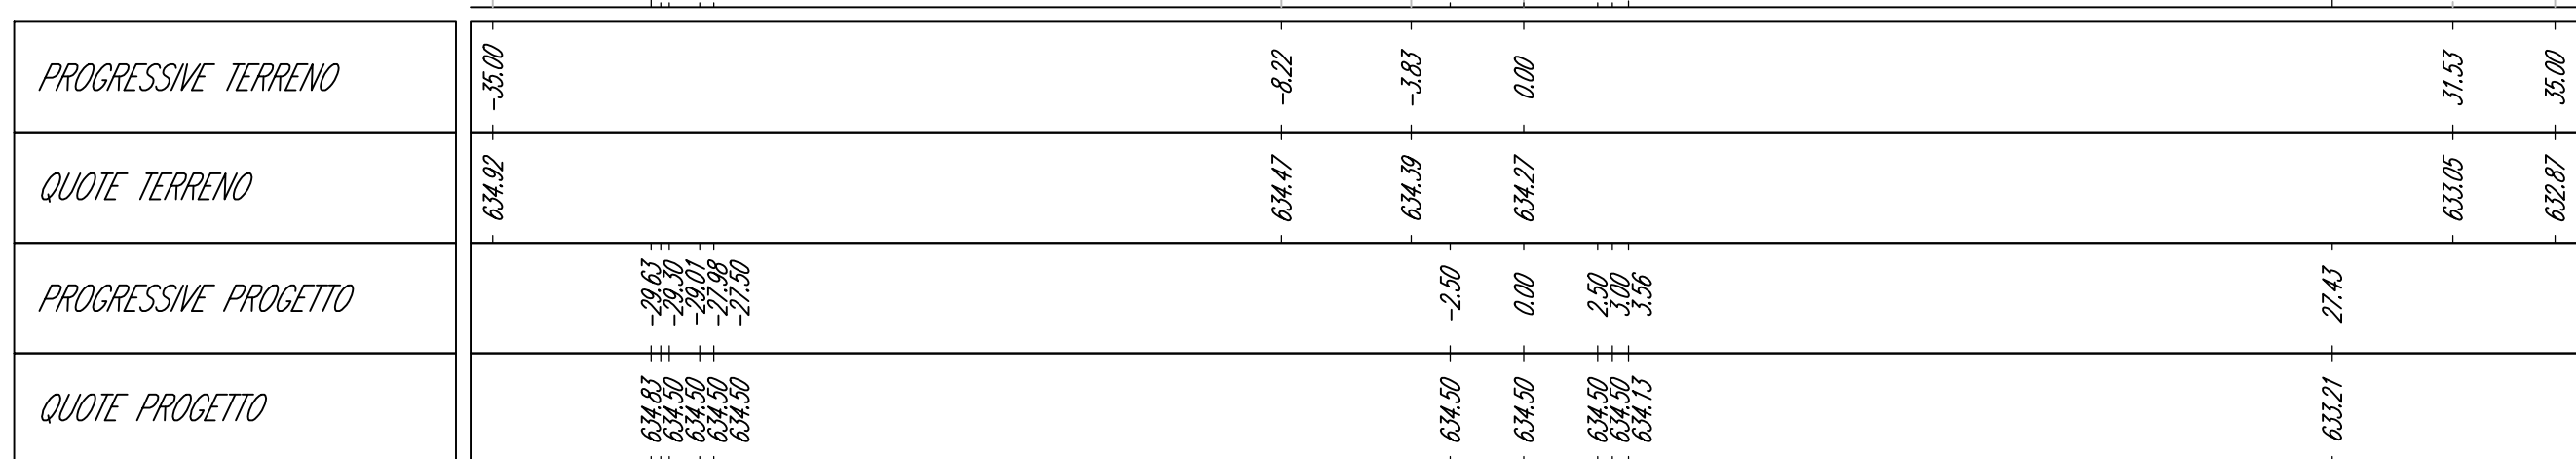 PROGRESSIVE TERRENO -35.00 -8.22 -3.83 0.00 31.53 35.00
QUOTE TERRENO 634.92 634.47 634.39 634.27 633.05 632.87
PROGRESSIVE PROGETTO -29.63 -29.30 -29.01 -27.98 -27.50 -2.50 0.00 2.50 3.00 3.56 27.43
QUOTE PROGETTO 634.83 634.50 634.50 634.50 634.50 634.50 634.50 634.50 634.50 634.13 633.21